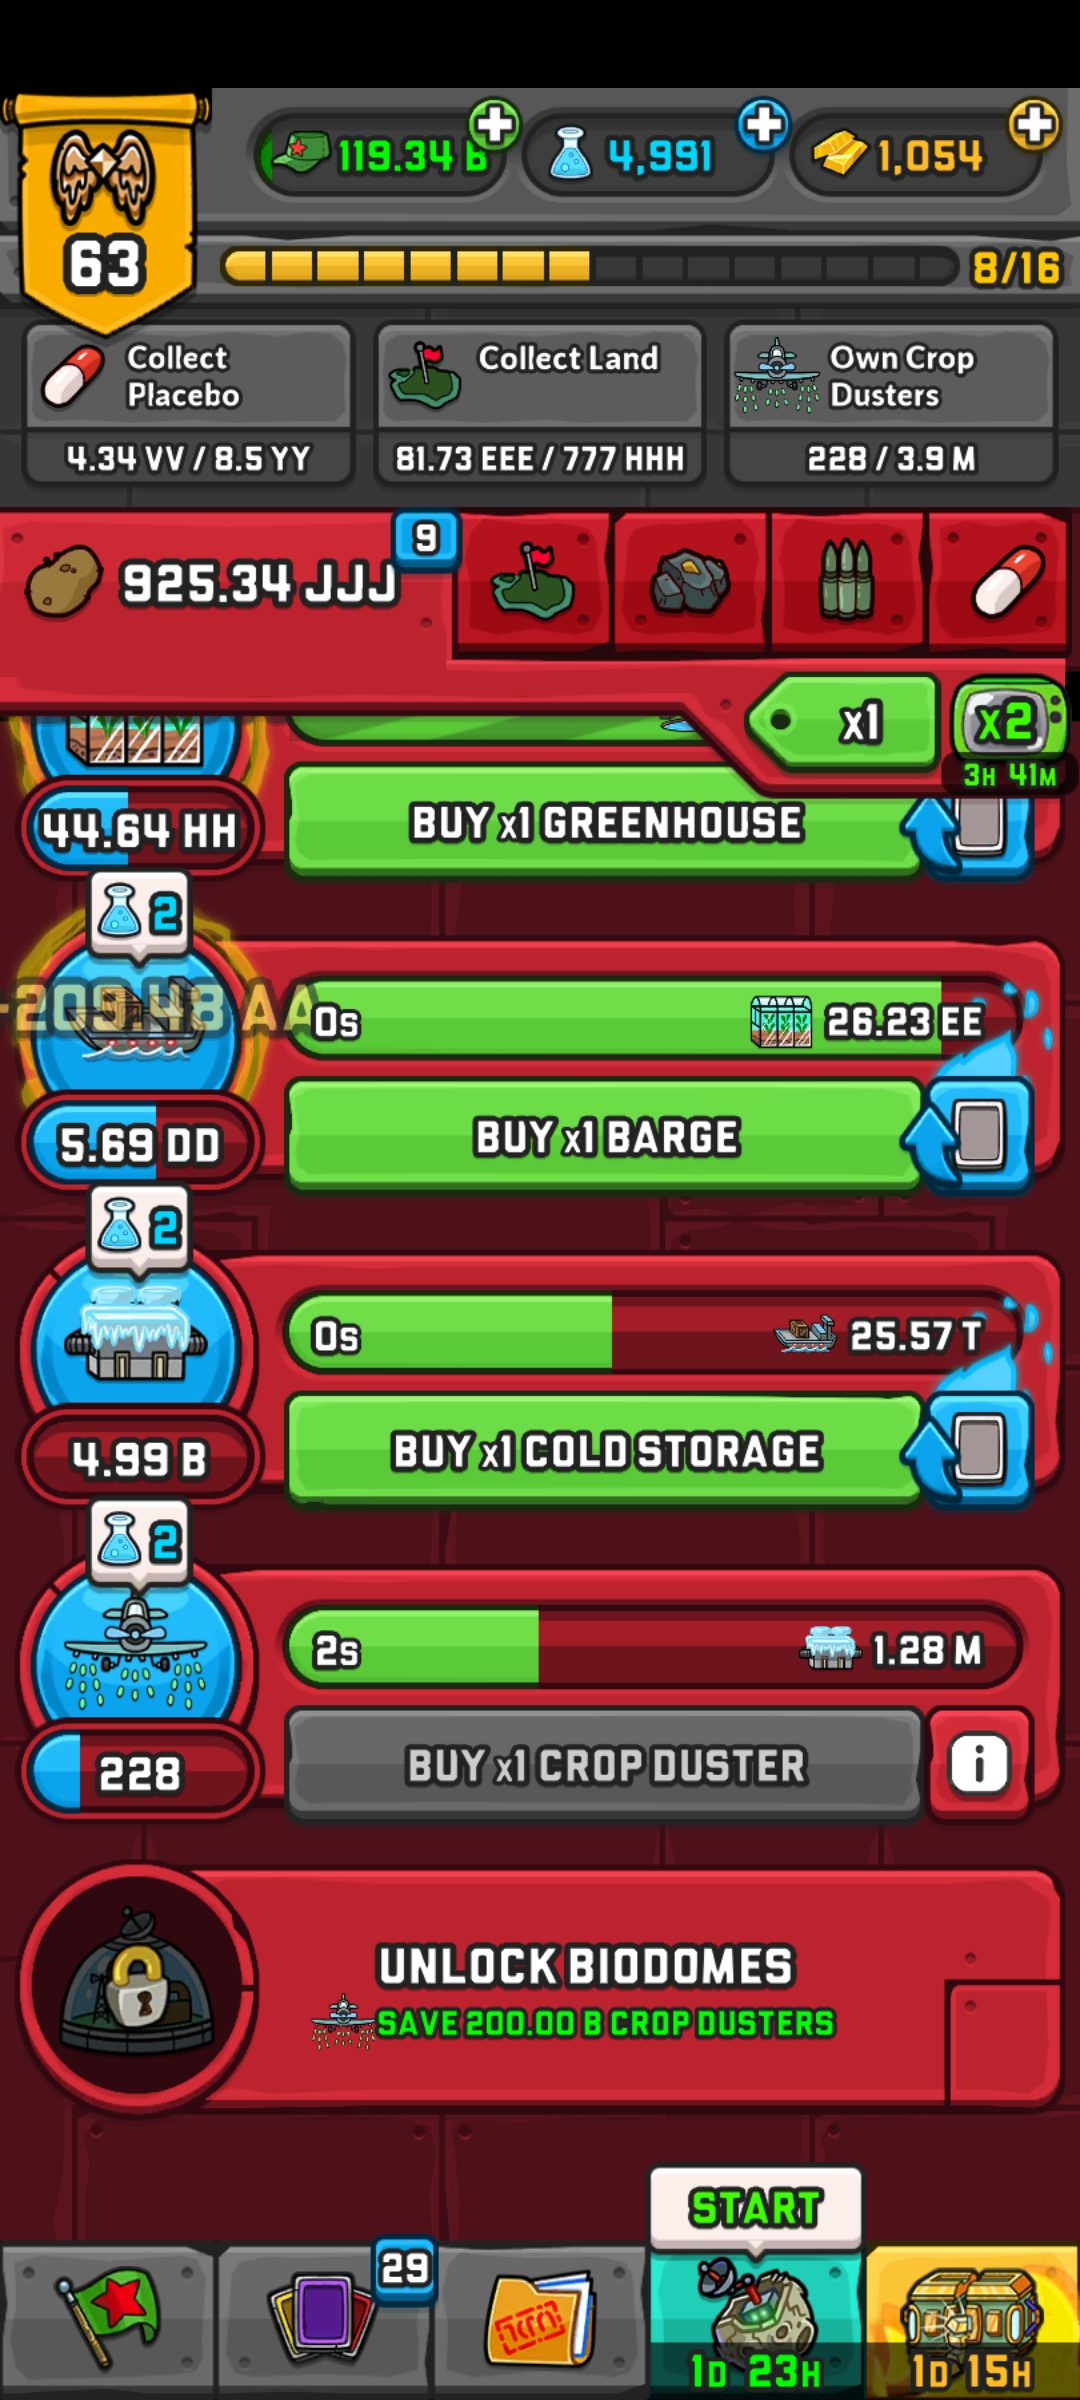 119.34 B
4,991
1,054
63
8/16
Collect
Placebo
Collect Land
Own Crop
Dusters
4.34 VV / 8.5 YY
81.73 EEE / 777 HHH
228 / 3.9 M
925.34 JJJ
9
x1
x2
3H 41M
44.64 HH
BUY x1 GREENHOUSE
2
-209.48 AA
0s
26.23 EE
5.69 DD
BUY x1 BARGE
2
0s
25.57 T
4.99 B
BUY x1 COLD STORAGE
2
2s
1.28 M
228
BUY x1 CROP DUSTER
i
UNLOCK BIODOMES
SAVE 200.00 B CROP DUSTERS
START
29
1D 23H
1D 15H